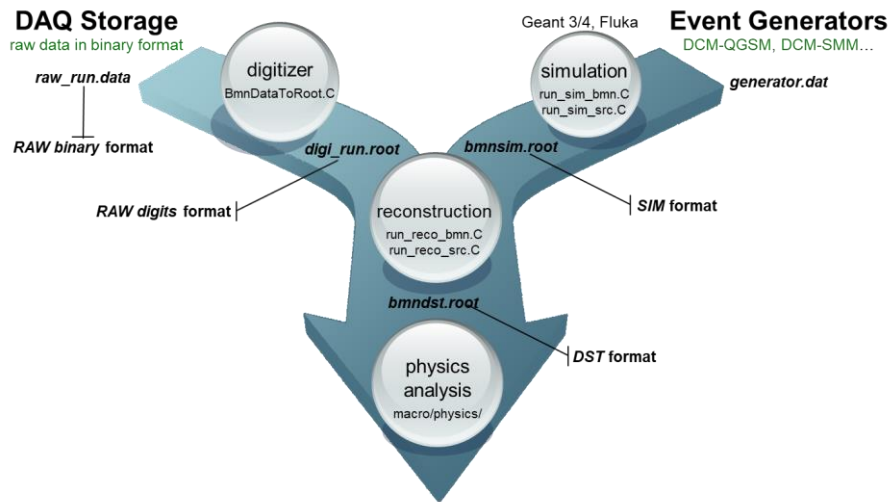 DAQ Storage
raw data in binary format
raw_run.data
RAW binary format
digitizer
BmnDataToRoot.C
digi_run.root
RAW digits format
Geant 3/4, Fluka
simulation
run_sim_bmn.C
run_sim_src.C
Event Generators
DCM-QGSM, DCM-SMM...
generator.dat
bmnsim.root
SIM format
reconstruction
run_reco_bmn.C
run_reco_src.C
bmndst.root
DST format
physics
analysis
macro/physics/